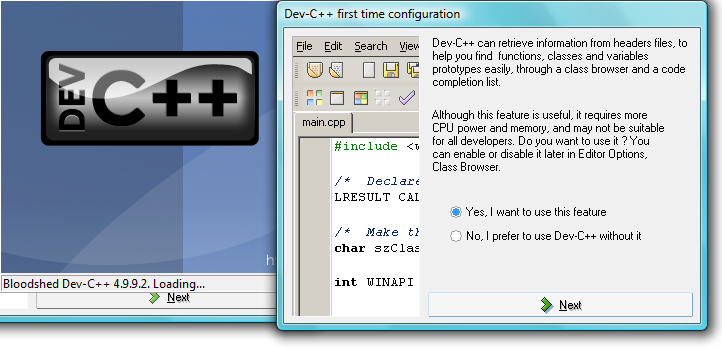 DEV
C++
h
Bloodshed Dev-C++ 4.9.9.2. Loading...
Next
Dev-C++ first time configuration
File Edit Search View
main.cpp
#include <w
/* Declare
LRESULT CAL
/* Make th
char szClas
int WINAPI
Dev-C++ can retrieve information from headers files, to
help you find functions, classes and variables
prototypes easily, through a class browser and a code
completion list.
Although this feature is useful, it requires more
CPU power and memory, and may not be suitable
for all developers. Do you want to use it ? You
can enable or disable it later in Editor Options,
Class Browser.
Yes, I want to use this feature
No, I prefer to use Dev-C++ without it
Next